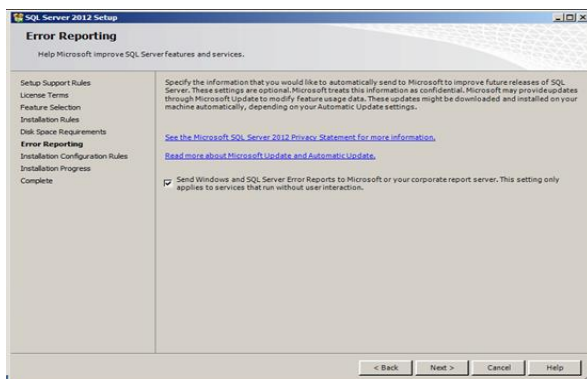 SQL Server 2012 Setup
Error Reporting
Help Microsoft improve SQL Server features and services.
Setup Support Rules
License Terms
Feature Selection
Installation Rules
Disk Space Requirements
Error Reporting
Installation Configuration Rules
Installation Progress
Complete
Specify the information that you would like to automatically send to Microsoft to improve future releases of SQL
Server. These settings are optional. Microsoft treats this information as confidential. Microsoft may provide updates
through Microsoft Update to modify feature usage data. These updates might be downloaded and installed on your
machine automatically, depending on your Automatic Update settings.
See the Microsoft SQL Server 2012 Privacy Statement for more information.
Read more about Microsoft Update and Automatic Update.
Send Windows and SQL Server Error Reports to Microsoft or your corporate report server. This setting only
applies to services that run without user interaction.
< Back
Next >
Cancel
Help